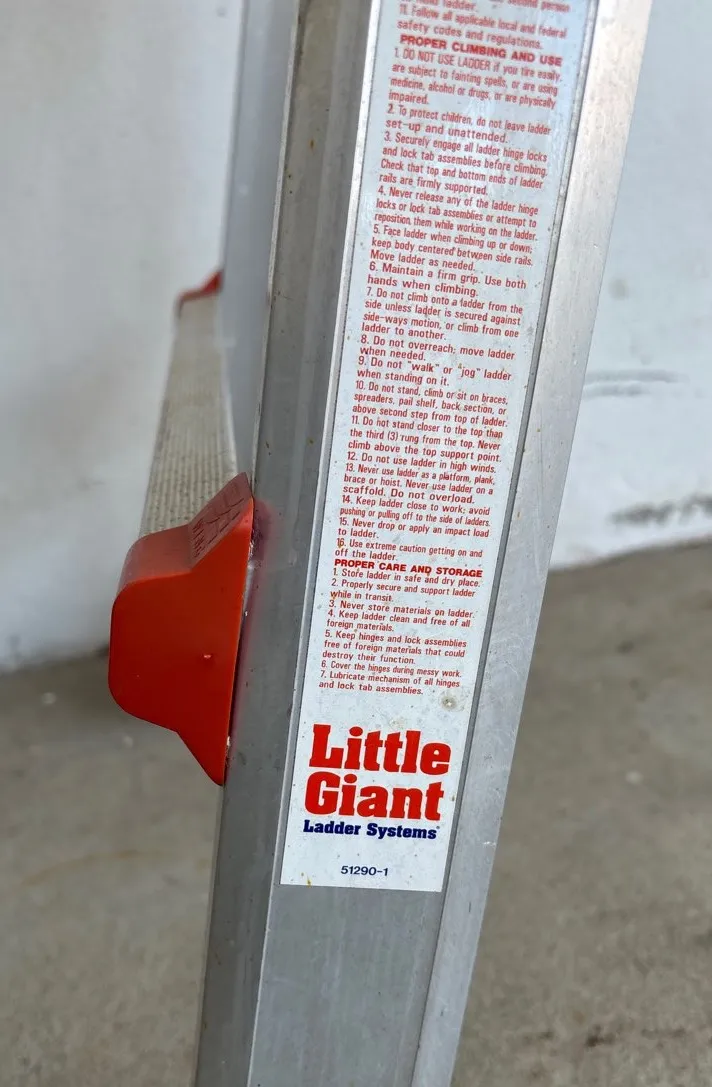 ladder. second person
11. Follow all applicable local and federal
safety codes and regulations.
PROPER CLIMBING AND USE
1. DO NOT USE LADDER if you tire easily,
are subject to fainting spells, or are using
medicine, alcohol or drugs, or are physically
impaired.
2. To protect children, do not leave ladder
set-up and unattended.
3. Securely engage all ladder hinge locks
and lock tab assemblies before climbing.
Check that top and bottom ends of ladder
rails are firmly supported.
4. Never release any of the ladder hinge
locks or lock tab assemblies or attempt to
reposition them while working on the ladder.
5. Face ladder when climbing up or down;
keep body centered between side rails.
Move ladder as needed.
6. Maintain a firm grip. Use both
hands when climbing.
7. Do not climb onto a ladder from the
side unless ladder is secured against
side-ways motion, or climb from one
ladder to another.
8. Do not overreach; move ladder
when needed.
9. Do not "walk" or "jog" ladder
when standing on it.
10. Do not stand, climb or sit on braces,
spreaders, pail shelf, back section, or
above second step from top of ladder.
11. Do not stand closer to the top than
the third (3) rung from the top. Never
climb above the top support point.
12. Do not use ladder in high winds.
13. Never use ladder as a platform, plank,
brace or hoist. Never use ladder on a
scaffold. Do not overload.
14. Keep ladder close to work; avoid
pushing or pulling off to the side of ladders.
15. Never drop or apply an impact load
to ladder.
16. Use extreme caution getting on and
off the ladder.
PROPER CARE AND STORAGE
1. Store ladder in safe and dry place.
2. Properly secure and support ladder
while in transit.
3. Never store materials on ladder.
4. Keep ladder clean and free of all
foreign materials.
5. Keep hinges and lock assemblies
free of foreign materials that could
destroy their function.
6. Cover the hinges during messy work.
7. Lubricate mechanism of all hinges
and lock tab assemblies.
Little
Giant
Ladder Systems
51290-1